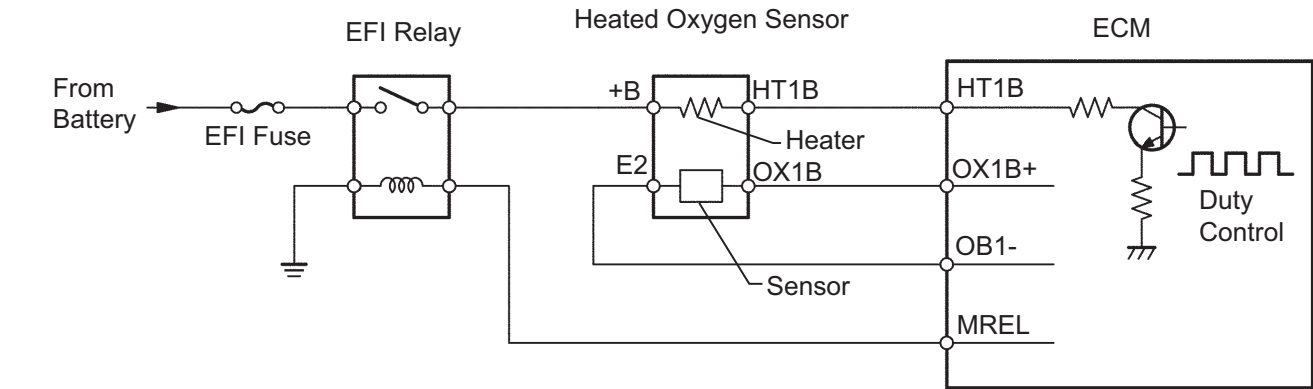 Heated Oxygen Sensor
EFI Relay
ECM
From
Battery
EFI Fuse
+B
HT1B
HT1B
Heater
E2
OX1B
OX1B+
Duty
Control
OB1-
Sensor
MREL